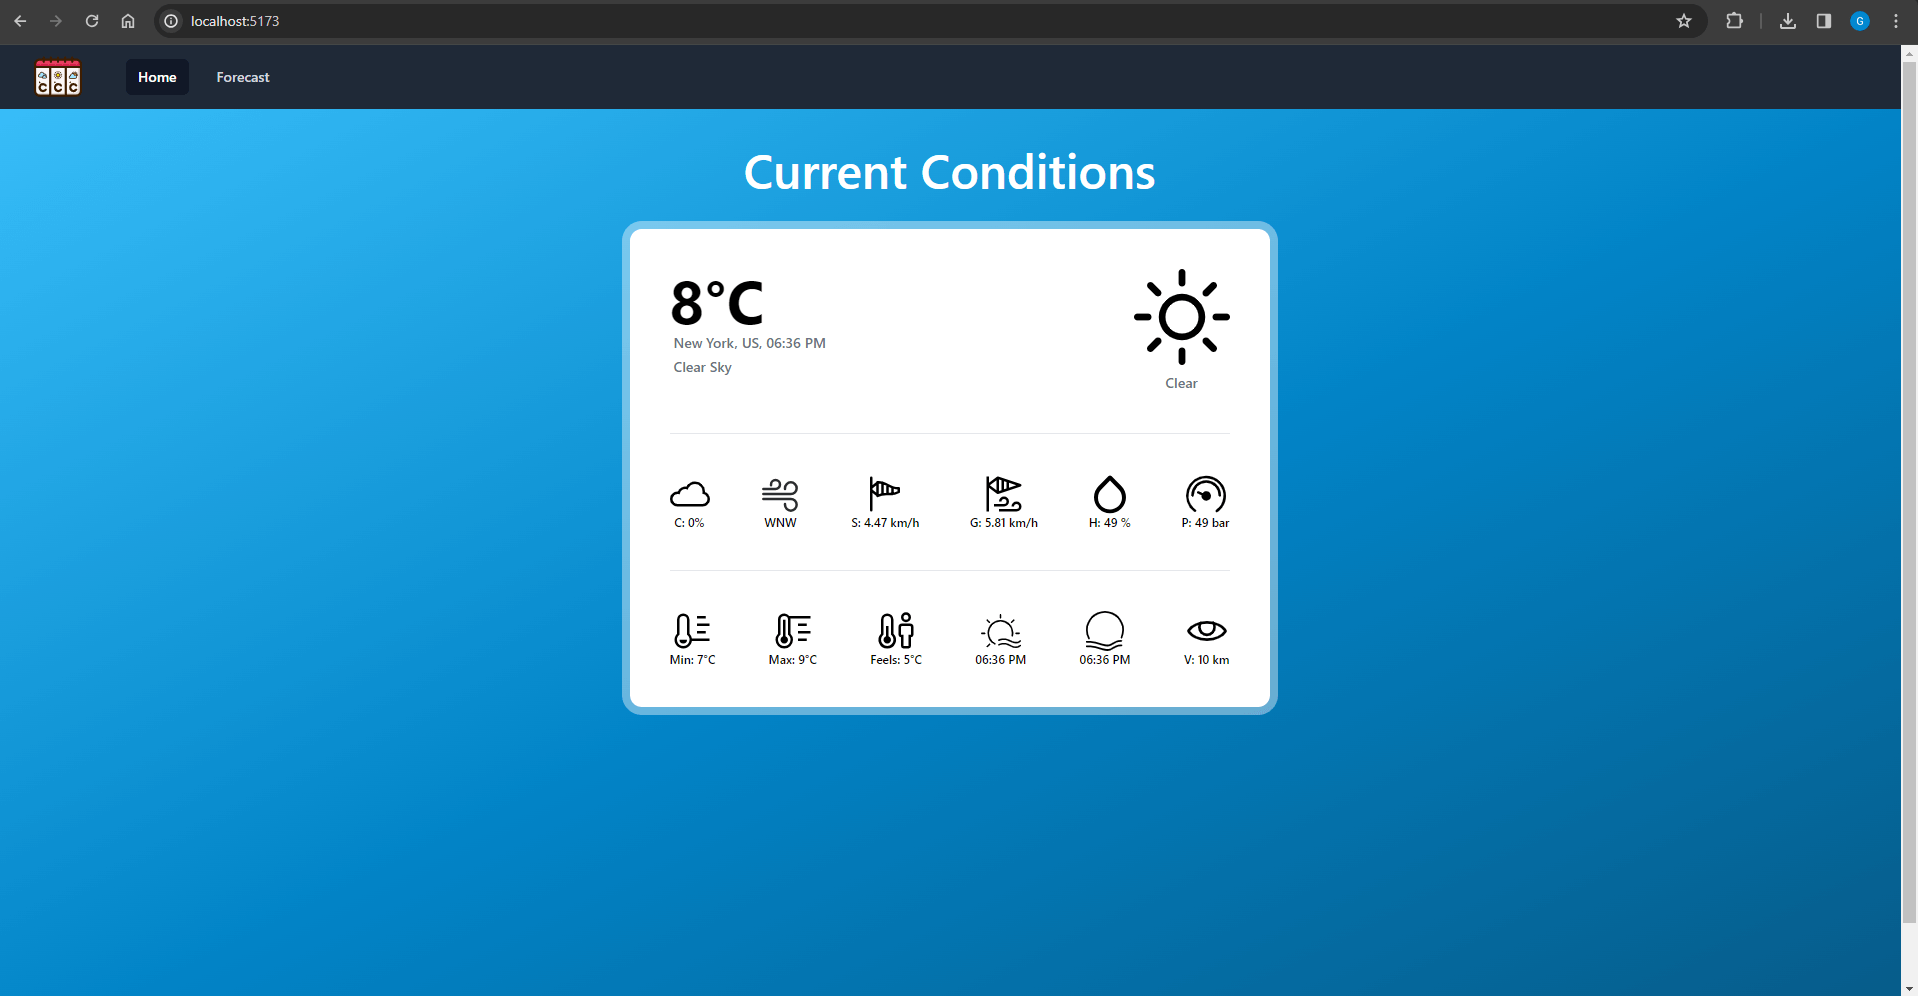 localhost:5173
G
C C C
Home Forecast
Current Conditions
8°C
New York, US, 06:36 PM
Clear Sky
Clear
C: 0% WNW S: 4.47 km/h G: 5.81 km/h H: 49 % P: 49 bar
Min: 7°C Max: 9°C Feels: 5°C 06:36 PM 06:36 PM V: 10 km